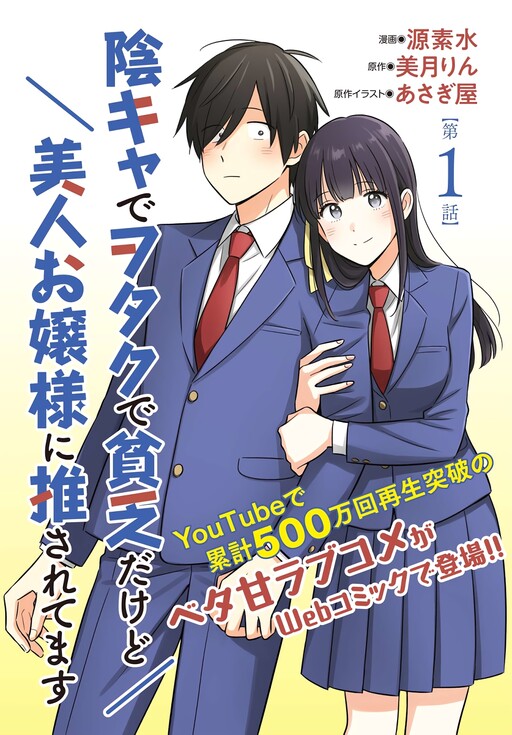 漫画●源素水
原作●美月りん
原作イラスト●あさぎ屋
【第1話】
陰キャでヲタクで貧乏だけど
美人お嬢様に推されてます
YouTubeで
累計500万回再生突破の
ベタ甘ラブコメが
Webコミックで登場!!